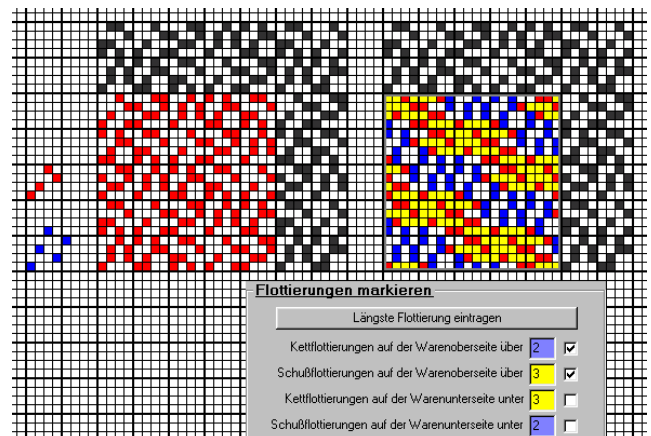 Flottierungen markieren
Längste Flottierung eintragen
Kettflottierungen auf der Warenoberseite über 2
Schußflottierungen auf der Warenoberseite über 3
Kettflottierungen auf der Warenunterseite unter 3
Schußflottierungen auf der Warenunterseite unter 2